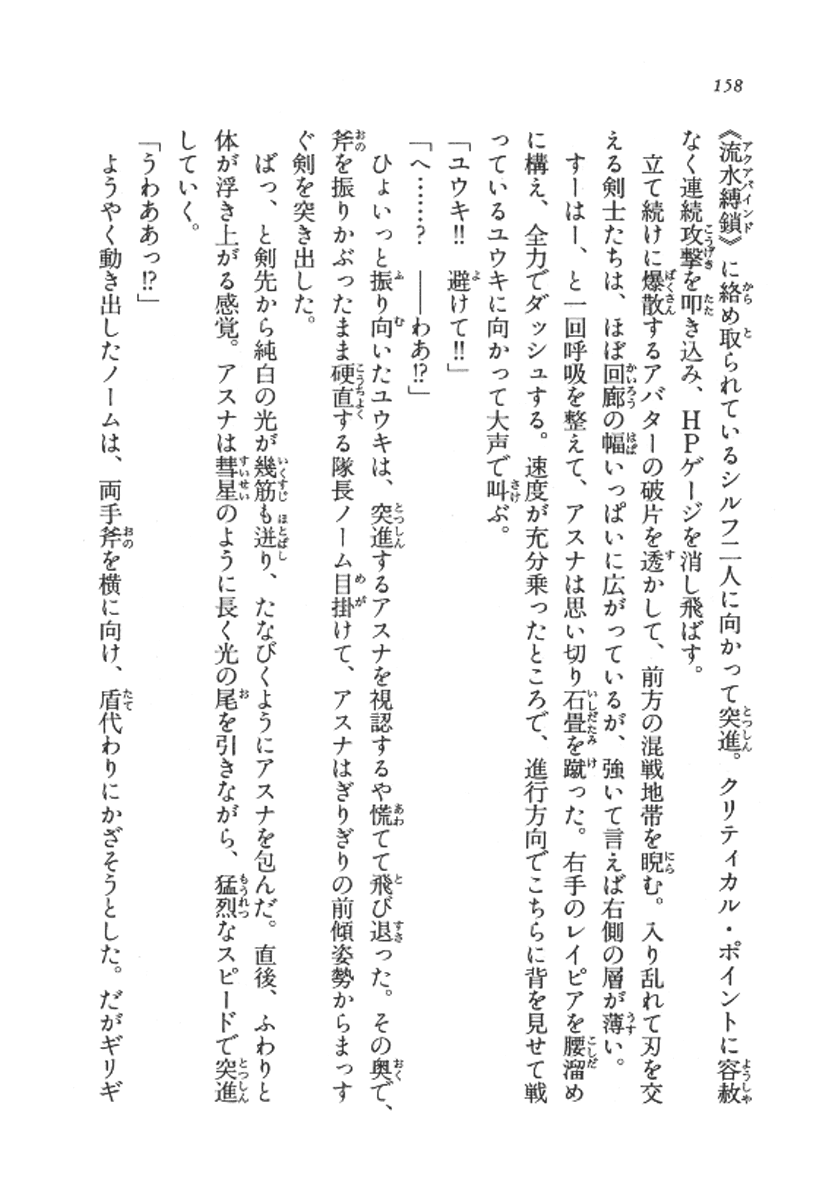 158
《流水縛鎖》に絡め取られているシルフ二人に向かって突進。クリティカル・ポイントに容赦
なく連続攻撃を叩き込み、HPゲージを消し飛ばす。
立て続けに爆散するアバターの破片を透かして、前方の混戦地帯を睨む。入り乱れて刃を交
える剣士たちは、ほぼ回廊の幅いっぱいに広がっているが、強いて言えば右側の層が薄い。
すーはー、と一回呼吸を整えて、アスナは思い切り石畳を蹴った。右手のレイピアを腰溜め
に構え、全力でダッシュする。速度が充分乗ったところで、進行方向でこちらに背を見せて戦
っているユウキに向かって大声で叫ぶ。
「ユウキ!! 避けて!!」
「へ……? ――わあ!?」
ひょいっと振り向いたユウキは、突進するアスナを視認するや慌てて飛び退った。その奥で、
斧を振りかぶったまま硬直する隊長ノーム目掛けて、アスナはぎりぎりの前傾姿勢からまっす
ぐ剣を突き出した。
ばっ、と剣先から純白の光が幾筋も迸り、たなびくようにアスナを包んだ。直後、ふわりと
体が浮き上がる感覚。アスナは彗星のように長く光の尾を引きながら、猛烈なスピードで突進
していく。
「うわああっ!?」
ようやく動き出したノームは、両手斧を横に向け、盾代わりにかざそうとした。だがギリギ